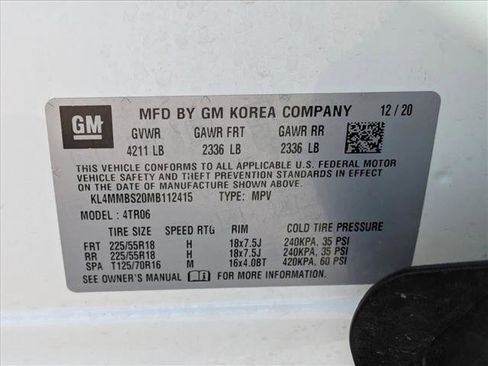 GM MFD BY GM KOREA COMPANY 12/20
GVWR GAWR FRT GAWR RR
4211 LB 2336 LB 2336 LB
THIS VEHICLE CONFORMS TO ALL APPLICABLE U.S. FEDERAL MOTOR
VEHICLE SAFETY AND THEFT PREVENTION STANDARDS IN EFFECT
ON THE DATE OF MANUFACTURE SHOWN ABOVE.
KL4MMBS20MB112415 TYPE: MPV
MODEL: 4TR06
TIRE SIZE SPEED RTG RIM COLD TIRE PRESSURE
FRT 225/55R18 H 18x7.5J 240KPA, 35 PSI
RR 225/55R18 H 18x7.5J 240KPA, 35 PSI
SPA T125/70R16 M 16x4.0BT 420KPA, 60 PSI
SEE OWNER'S MANUAL i FOR MORE INFORMATION.